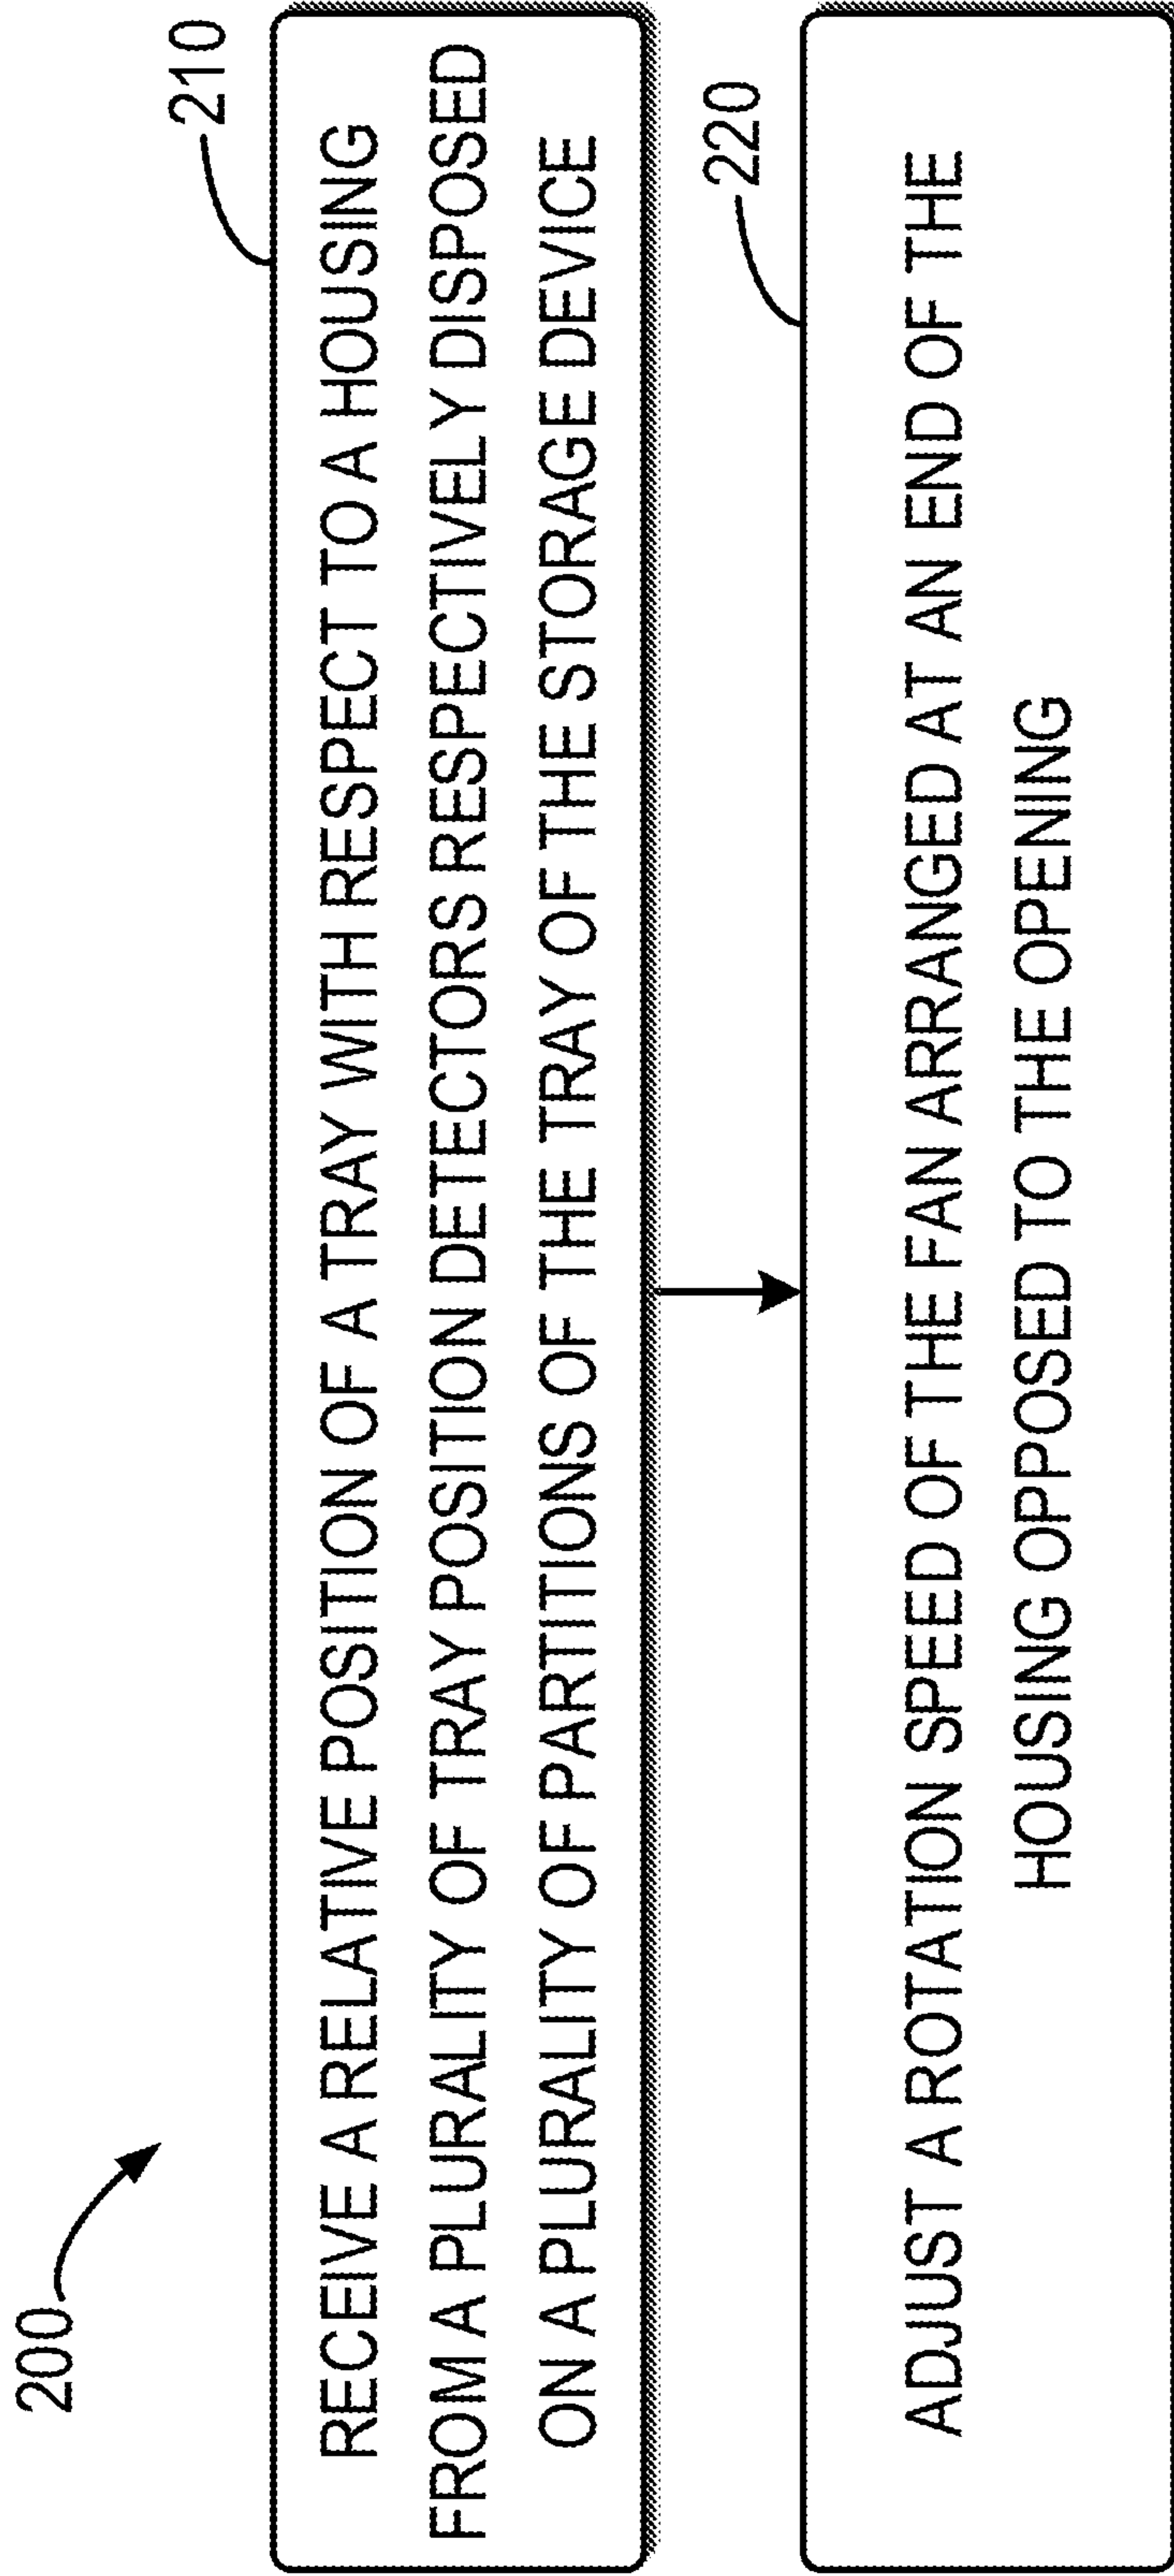 200
210
RECEIVE A RELATIVE POSITION OF A TRAY WITH RESPECT TO A HOUSING
FROM A PLURALITY OF TRAY POSITION DETECTORS RESPECTIVELY DISPOSED
ON A PLURALITY OF PARTITIONS OF THE TRAY OF THE STORAGE DEVICE
220
ADJUST A ROTATION SPEED OF THE FAN ARRANGED AT AN END OF THE
HOUSING OPPOSED TO THE OPENING